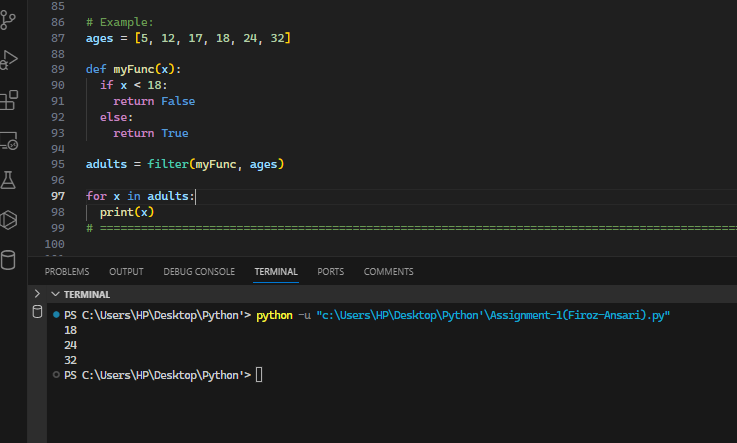 85
86 # Example:
87 ages = [5, 12, 17, 18, 24, 32]
88
89 def myFunc(x):
90   if x < 18:
91     return False
92   else:
93     return True
94
95 adults = filter(myFunc, ages)
96
97 for x in adults:
98   print(x)
99 # ==============================================================================================
100
PROBLEMS OUTPUT DEBUG CONSOLE TERMINAL PORTS COMMENTS
TERMINAL
PS C:\Users\HP\Desktop\Python'> python -u "c:\Users\HP\Desktop\Python'\Assignment-1(Firoz-Ansari).py"
18
24
32
PS C:\Users\HP\Desktop\Python'>